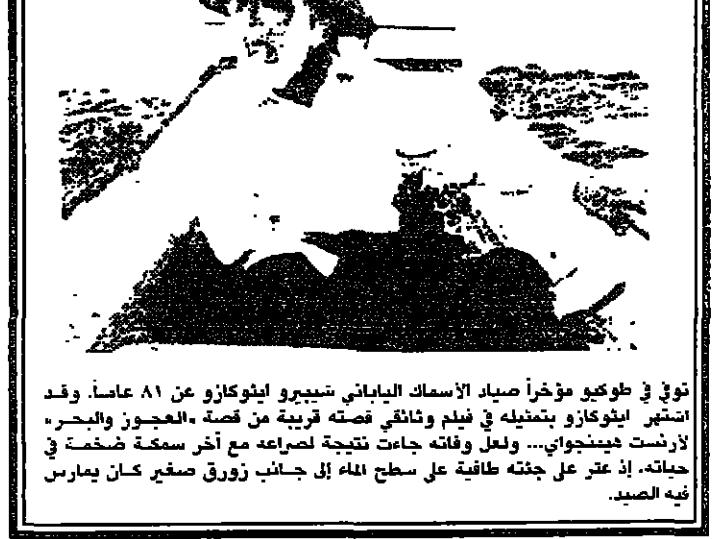 توفي في طوكيو مؤخراً صياد الأسماك الياباني شيبيرو ايثوكازو عن ٨١ عاماً. وقد
اشتهر ايثوكازو بتمثيله في فيلم وثائقي قصته قريبة من قصة «العجوز والبحر»
لأرنست هيمنجواي... ولعل وفاته جاءت نتيجة لصراعه مع آخر سمكة ضخمة في
حياته. إذ عثر على جثته طافية على سطح الماء إلى جانب زورق صغير كان يمارس
فيه الصيد.